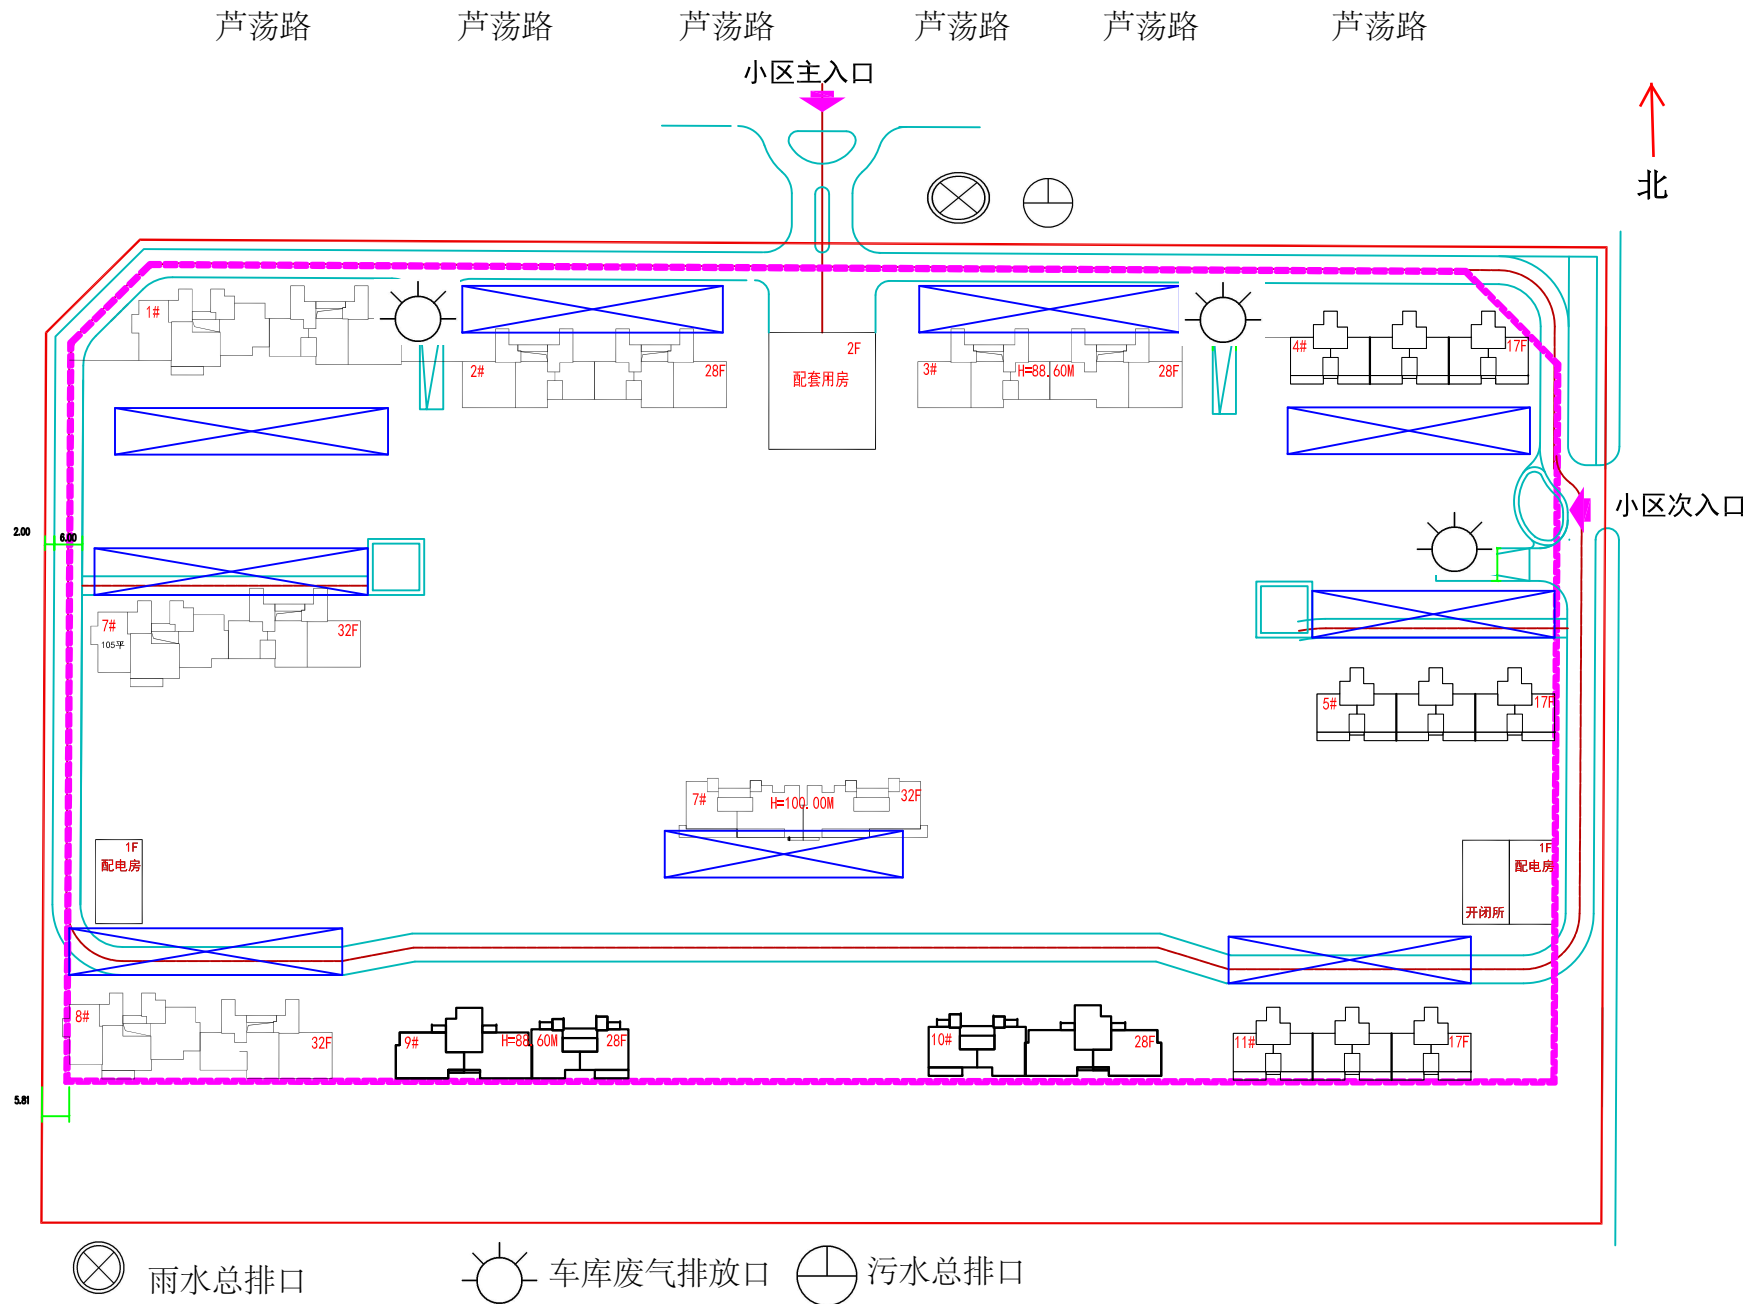 芦荡路 芦荡路 芦荡路 芦荡路 芦荡路 芦荡路
小区主入口
北
1#
2F
2# 28F
配套用房
3# H=88.60M 28F
4# 17F
小区次入口
2.00
6.00
7# 32F
105平
5# 17F
7# H=100.00M 32F
1F
配电房
1F
配电房
开闭所
8# 32F
9# H=88.60M 28F
10# 28F
11# 17F
5.81
雨水总排口
车库废气排放口
污水总排口